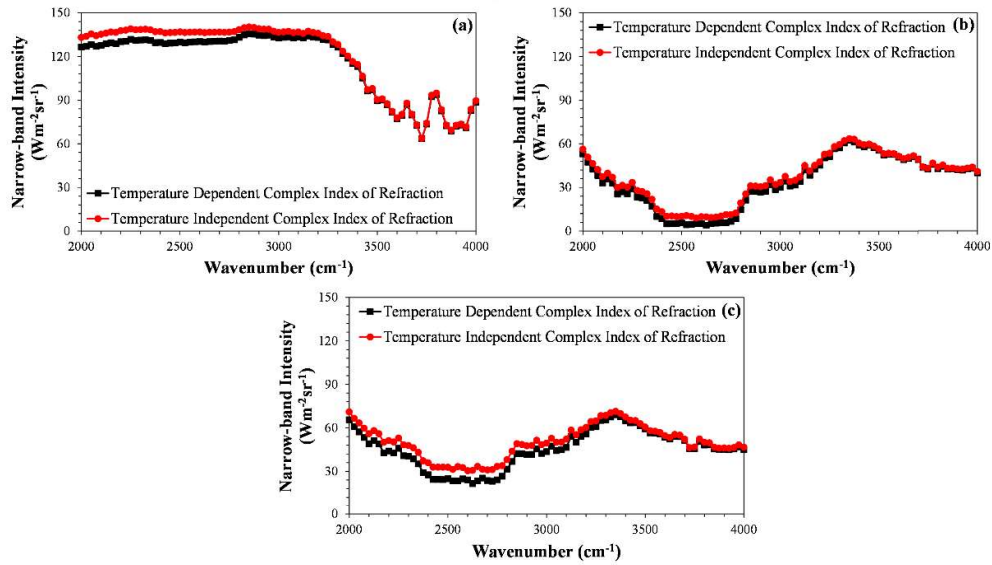 (a)
150
120
90
60
30
0
Narrow-band Intensity
(Wm-2sr-1)
Temperature Dependent Complex Index of Refraction
Temperature Independent Complex Index of Refraction
2000 2500 3000 3500 4000
Wavenumber (cm-1)
(b)
150
120
90
60
30
0
Narrow-band Intensity
(Wm-2sr-1)
Temperature Dependent Complex Index of Refraction
Temperature Independent Complex Index of Refraction
2000 2500 3000 3500 4000
Wavenumber (cm-1)
(c)
150
120
90
60
30
0
Narrow-band Intensity
(Wm-2sr-1)
Temperature Dependent Complex Index of Refraction
Temperature Independent Complex Index of Refraction
2000 2500 3000 3500 4000
Wavenumber (cm-1)